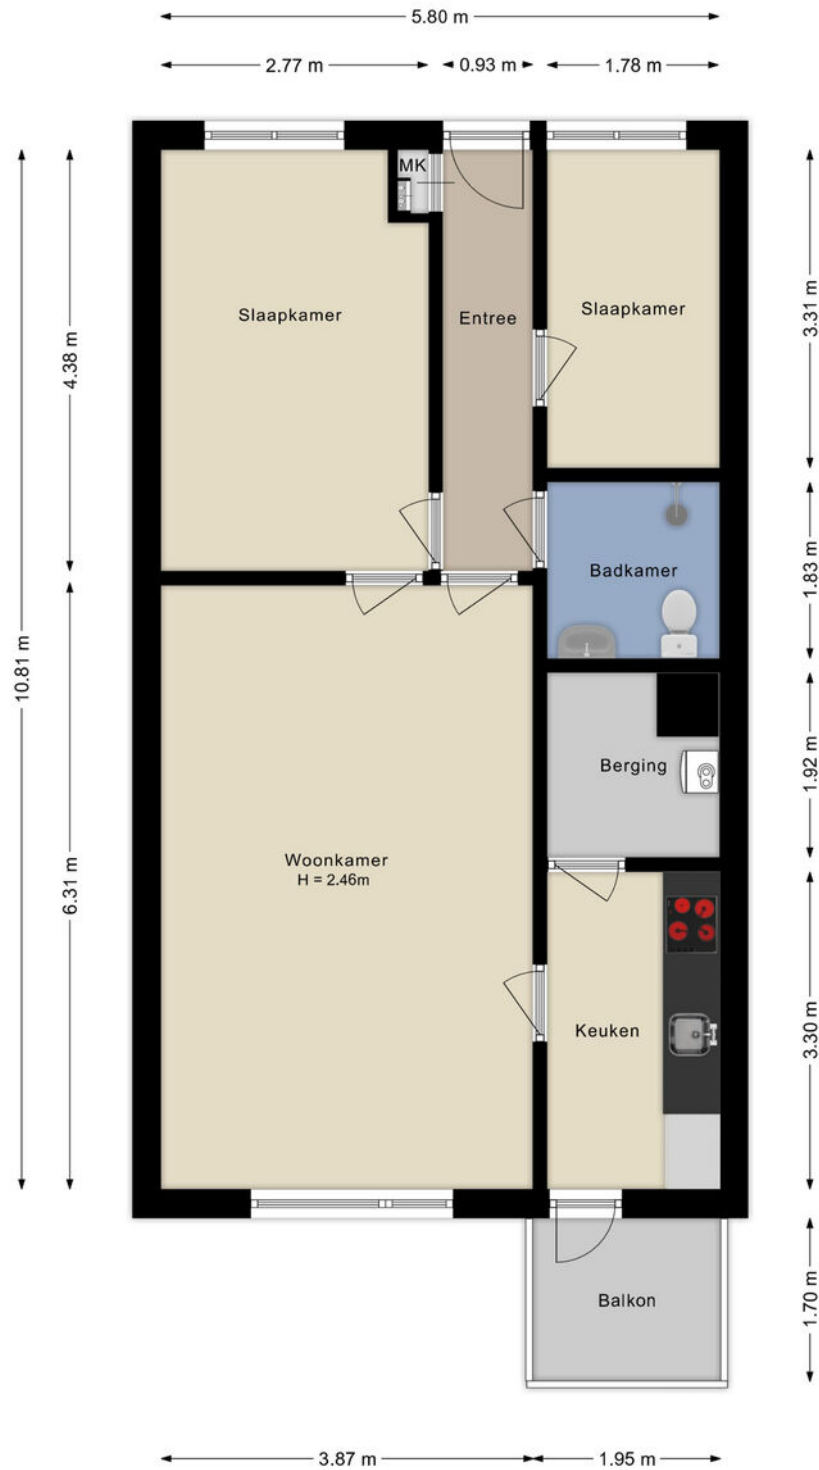 5.80 m
2.77 m
0.93 m
1.78 m
MK
Slaapkamer
Entree
Slaapkamer
4.38 m
3.31 m
Badkamer
1.83 m
10.81 m
Berging
1.92 m
Woonkamer
H = 2.46m
6.31 m
Keuken
3.30 m
Balkon
1.70 m
3.87 m
1.95 m